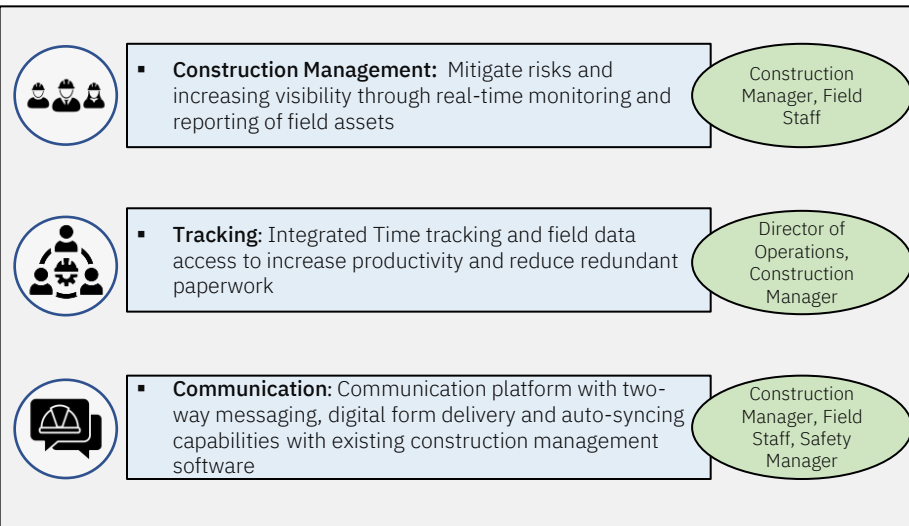 ▪ Construction Management: Mitigate risks and
increasing visibility through real-time monitoring and
reporting of field assets
Construction
Manager, Field
Staff
▪ Tracking: Integrated Time tracking and field data
access to increase productivity and reduce redundant
paperwork
Director of
Operations,
Construction
Manager
▪ Communication: Communication platform with two-
way messaging, digital form delivery and auto-syncing
capabilities with existing construction management
software
Construction
Manager, Field
Staff, Safety
Manager